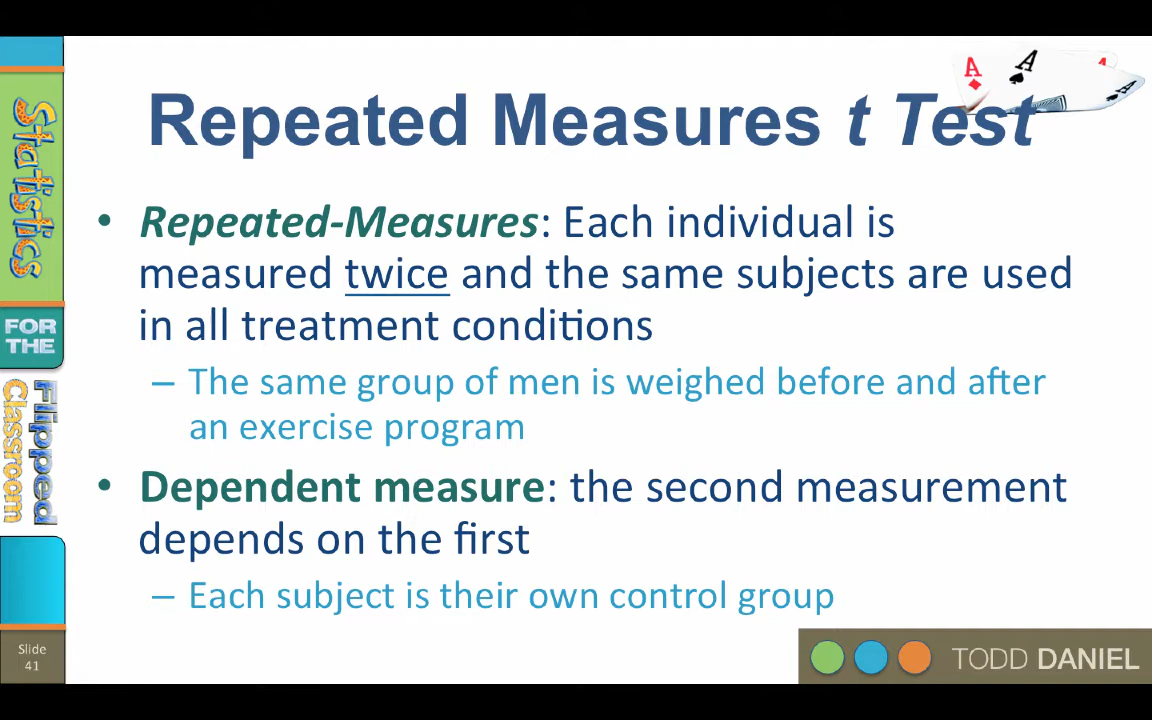 Statistics
FOR THE
Flipped
Classroom
Slide
41
A
A
A
A
Repeated Measures t Test
• Repeated-Measures: Each individual is
measured twice and the same subjects are used
in all treatment conditions
– The same group of men is weighed before and after
an exercise program
• Dependent measure: the second measurement
depends on the first
– Each subject is their own control group
TODD DANIEL